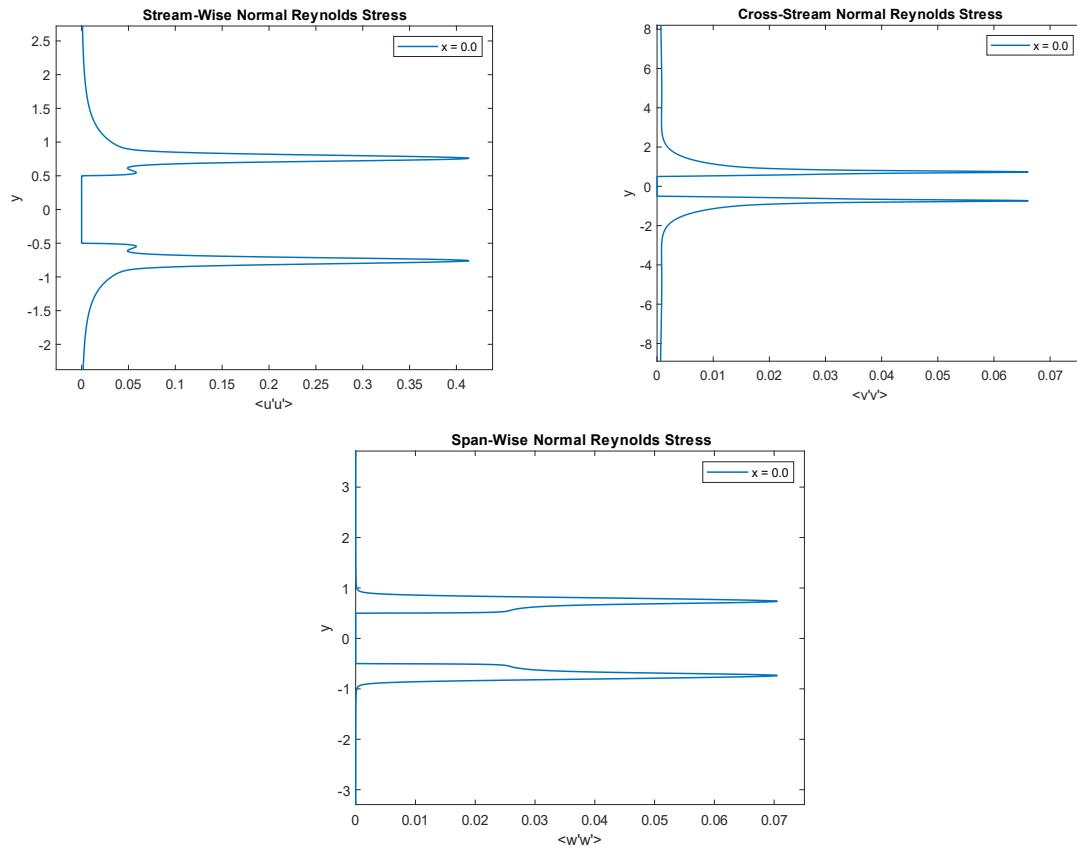 Stream-Wise Normal Reynolds Stress
x = 0.0
2.5
2
1.5
1
0.5
0
-0.5
-1
-1.5
-2
y
0 0.05 0.1 0.15 0.2 0.25 0.3 0.35 0.4
<u'u'>
Cross-Stream Normal Reynolds Stress
x = 0.0
8
6
4
2
0
-2
-4
-6
-8
y
0 0.01 0.02 0.03 0.04 0.05 0.06 0.07
<v'v'>
Span-Wise Normal Reynolds Stress
x = 0.0
3
2
1
0
-1
-2
-3
y
0 0.01 0.02 0.03 0.04 0.05 0.06 0.07
<w'w'>